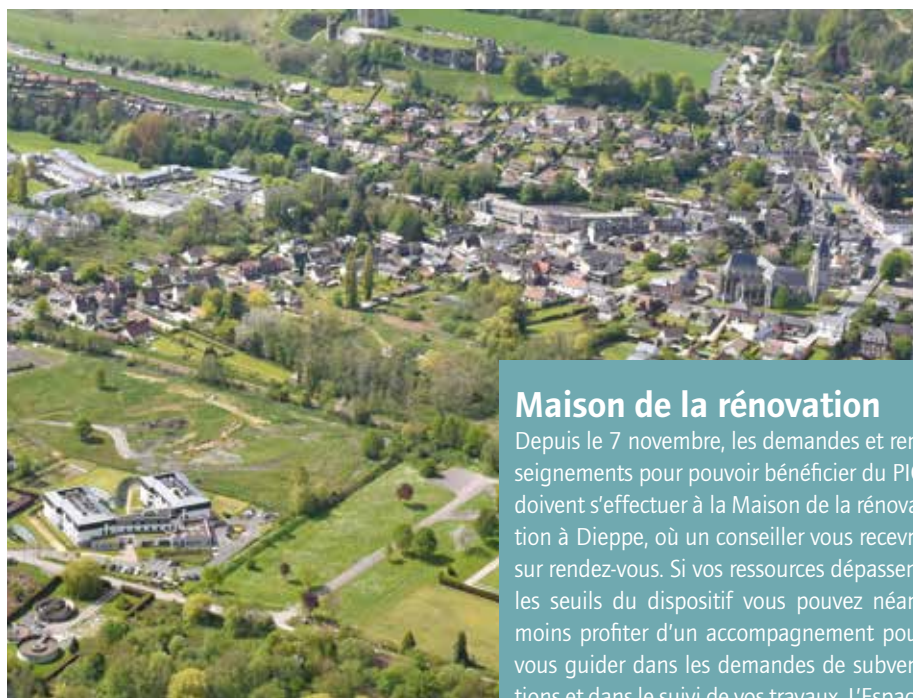 Maison de la rénovation
Depuis le 7 novembre, les demandes et ren
seignements pour pouvoir bénéficier du
doivent s'effectuer à la Maison de la rénova
tion à Dieppe, où un conseiller vous recevr
sur rendez-vous. Si vos ressources dépassen
les seuils du dispositif vous pouvez néan
moins profiter d'un accompagnement pou
vous guider dans les demandes de subven
tions et dans le suivi de vos travaux. L'Espac